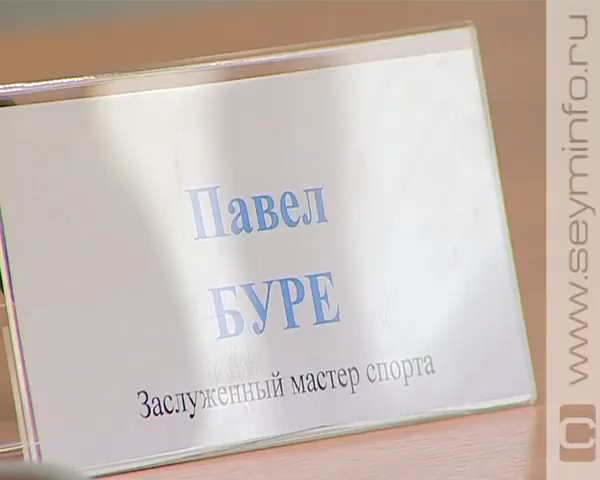 Павел
БУРЕ
Заслуженный мастер спорта
www.seyminfo.ru